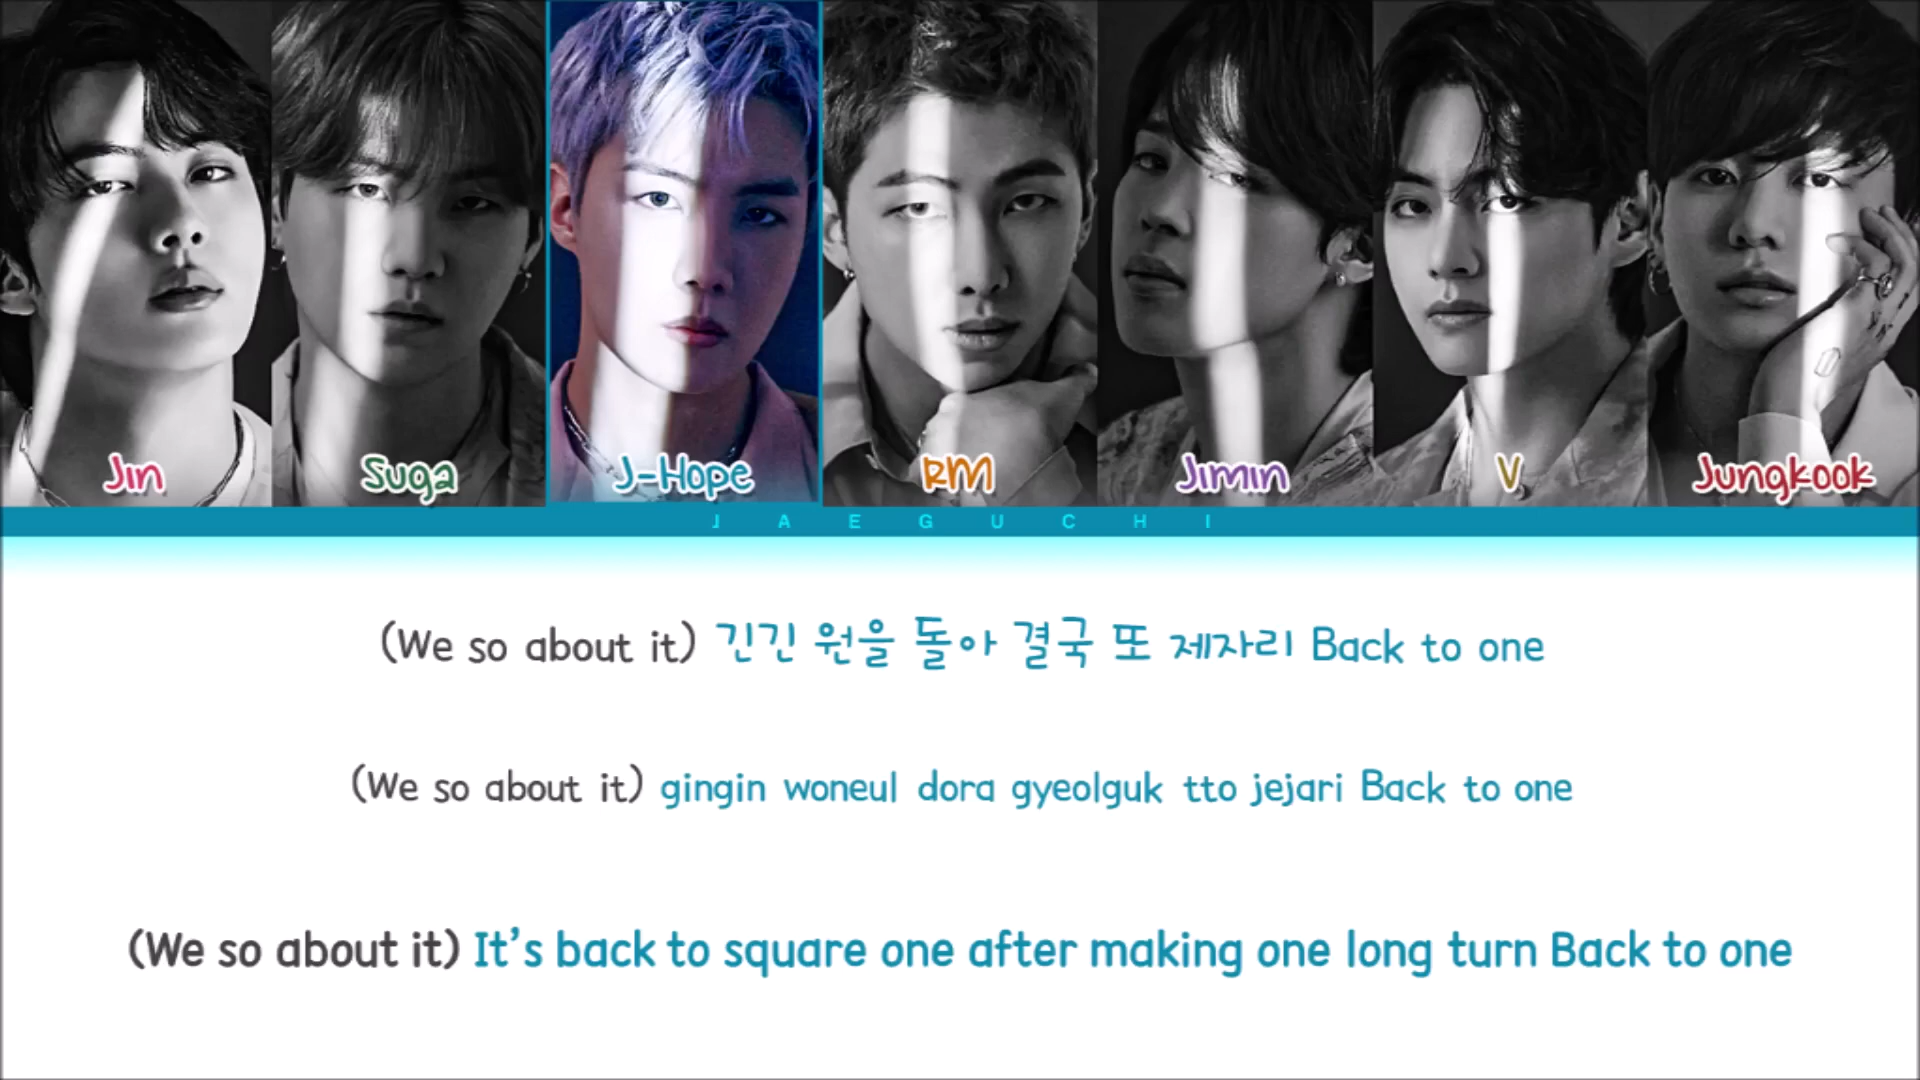 Jin Suga J-Hope RM Jimin V Jungkook
JAEGUCHI
(We so about it) 긴긴 원을 돌아 결국 또 제자리 Back to one
(We so about it) gingin woneul dora gyeolguk tto jejari Back to one
(We so about it) It's back to square one after making one long turn Back to one